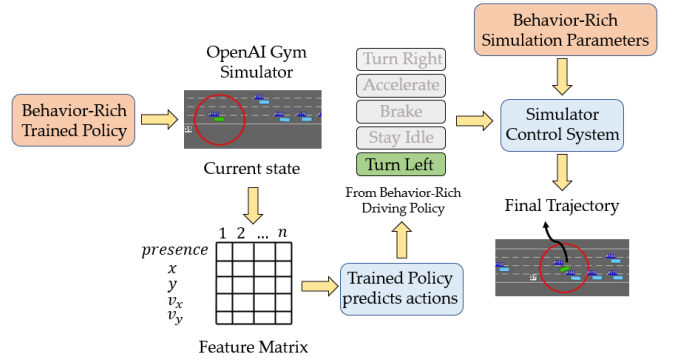 Behavior-Rich
Trained Policy
OpenAI Gym
Simulator
Current state
1 2 ... n
presence
x
y
v_x
v_y
Feature Matrix
Trained Policy
predicts actions
Turn Right
Accelerate
Brake
Stay Idle
Turn Left
From Behavior-Rich
Driving Policy
Behavior-Rich
Simulation Parameters
Simulator
Control System
Final Trajectory